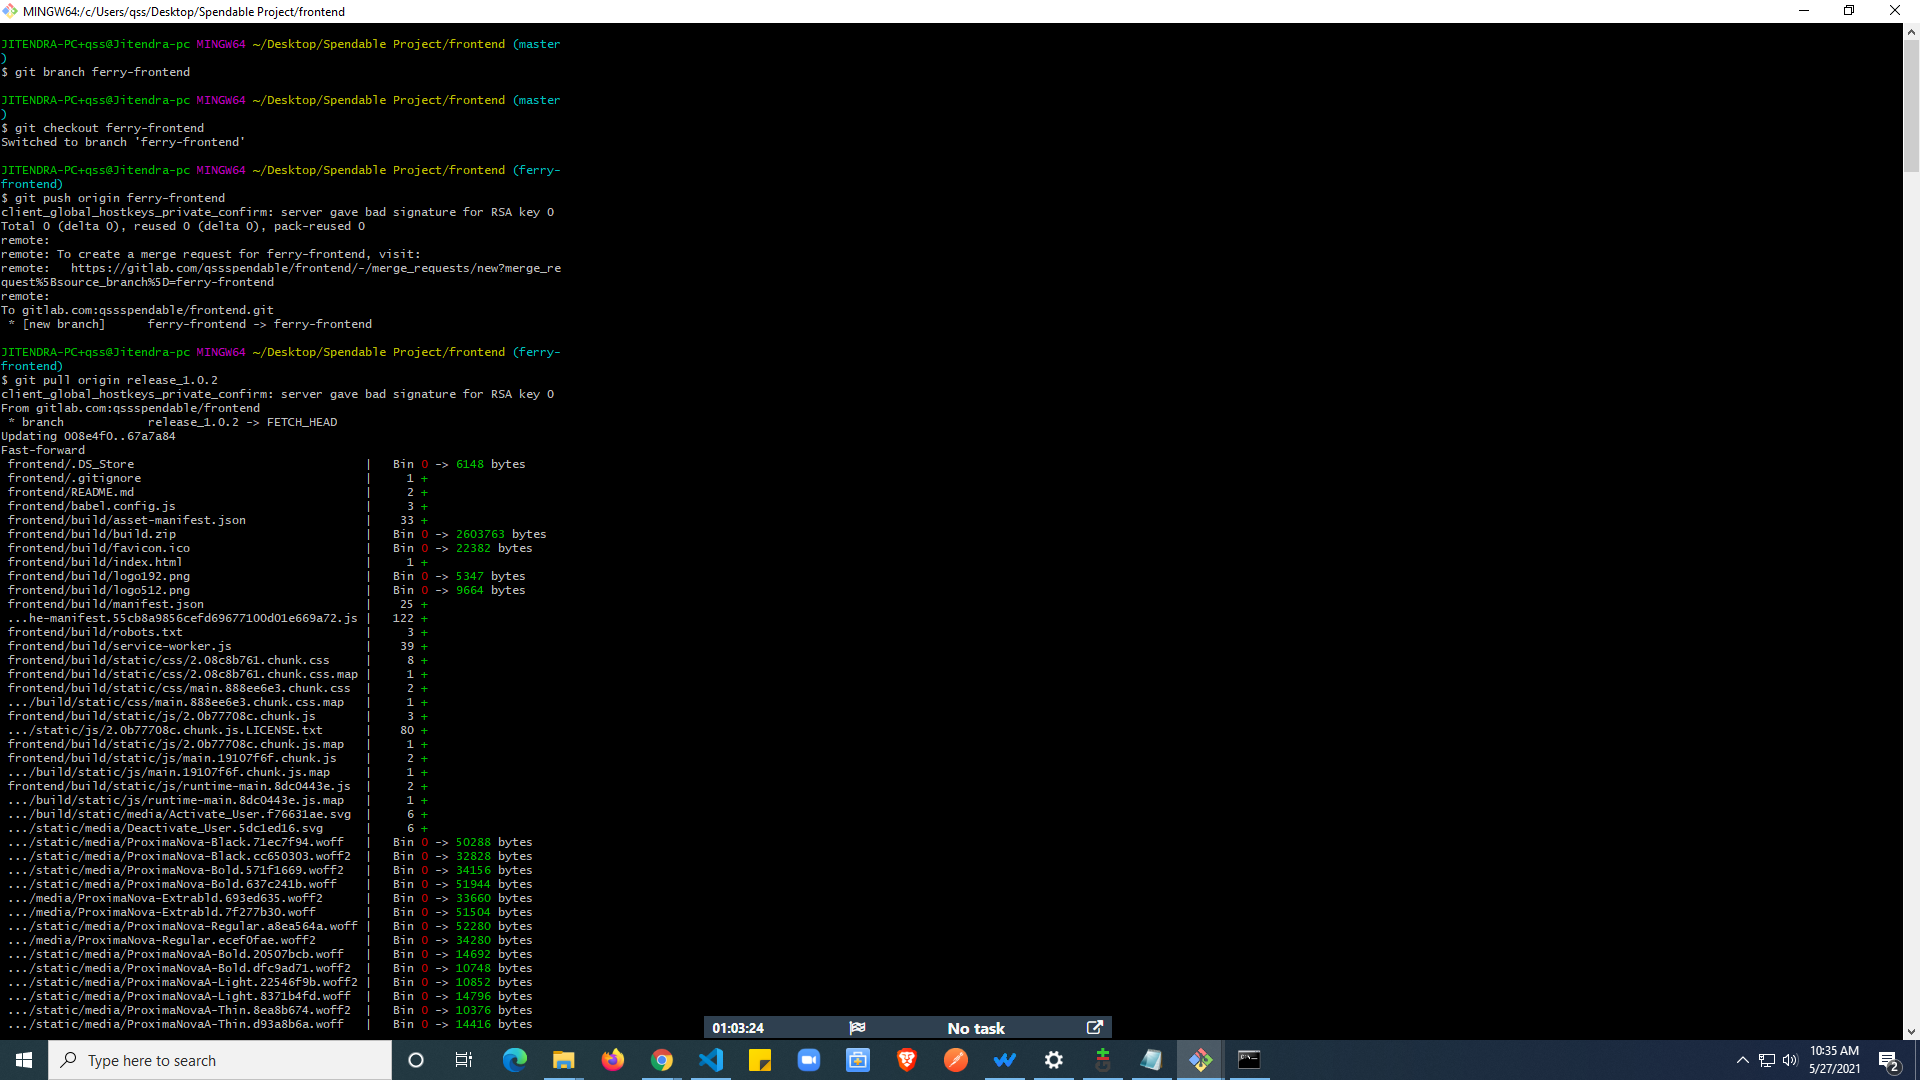 MINGW64:/c/Users/qss/Desktop/Spendable Project/frontend
JITENDRA-PC+qss@Jitendra-pc MINGW64 ~/Desktop/Spendable Project/frontend (master
)
$ git branch ferry-frontend
JITENDRA-PC+qss@Jitendra-pc MINGW64 ~/Desktop/Spendable Project/frontend (master
)
$ git checkout ferry-frontend
Switched to branch 'ferry-frontend'
JITENDRA-PC+qss@Jitendra-pc MINGW64 ~/Desktop/Spendable Project/frontend (ferry-
frontend)
$ git push origin ferry-frontend
client_global_hostkeys_private_confirm: server gave bad signature for RSA key 0
Total 0 (delta 0), reused 0 (delta 0), pack-reused 0
remote:
remote: To create a merge request for ferry-frontend, visit:
remote:   https://gitlab.com/qssspendable/frontend/-/merge_requests/new?merge_re
quest%5Bsource_branch%5D=ferry-frontend
remote:
To gitlab.com:qssspendable/frontend.git
 * [new branch]      ferry-frontend -> ferry-frontend
JITENDRA-PC+qss@Jitendra-pc MINGW64 ~/Desktop/Spendable Project/frontend (ferry-
frontend)
$ git pull origin release_1.0.2
client_global_hostkeys_private_confirm: server gave bad signature for RSA key 0
From gitlab.com:qssspendable/frontend
 * branch            release_1.0.2 -> FETCH_HEAD
Updating 008e4f0..67a7a84
Fast-forward
 frontend/.DS_Store                                 |   Bin 0 -> 6148 bytes
 frontend/.gitignore                                |     1 +
 frontend/README.md                                 |     2 +
 frontend/babel.config.js                           |     3 +
 frontend/build/asset-manifest.json                 |    33 +
 frontend/build/build.zip                           |   Bin 0 -> 2603763 bytes
 frontend/build/favicon.ico                         |   Bin 0 -> 22382 bytes
 frontend/build/index.html                          |     1 +
 frontend/build/logo192.png                         |   Bin 0 -> 5347 bytes
 frontend/build/logo512.png                         |   Bin 0 -> 9664 bytes
 frontend/build/manifest.json                       |    25 +
 ...he-manifest.55cb8a9856cefd69677100d01e669a72.js |   122 +
 frontend/build/robots.txt                          |     3 +
 frontend/build/service-worker.js                   |    39 +
 frontend/build/static/css/2.08c8b761.chunk.css     |     8 +
 frontend/build/static/css/2.08c8b761.chunk.css.map |     1 +
 frontend/build/static/css/main.888ee6e3.chunk.css  |     2 +
 .../build/static/css/main.888ee6e3.chunk.css.map   |     1 +
 frontend/build/static/js/2.0b77708c.chunk.js       |     3 +
 .../static/js/2.0b77708c.chunk.js.LICENSE.txt      |    80 +
 frontend/build/static/js/2.0b77708c.chunk.js.map   |     1 +
 frontend/build/static/js/main.19107f6f.chunk.js    |     2 +
 .../build/static/js/main.19107f6f.chunk.js.map     |     1 +
 frontend/build/static/js/runtime-main.8dc0443e.js  |     2 +
 .../build/static/js/runtime-main.8dc0443e.js.map   |     1 +
 .../build/static/media/Activate_User.f76631ae.svg  |     6 +
 .../static/media/Deactivate_User.5dc1ed16.svg      |     6 +
 .../static/media/ProximaNova-Black.71ec7f94.woff   |   Bin 0 -> 50288 bytes
 .../static/media/ProximaNova-Black.cc650303.woff2  |   Bin 0 -> 32828 bytes
 .../static/media/ProximaNova-Bold.571f1669.woff2   |   Bin 0 -> 34156 bytes
 .../static/media/ProximaNova-Bold.637c241b.woff    |   Bin 0 -> 51944 bytes
 .../media/ProximaNova-Extrabld.693ed635.woff2      |   Bin 0 -> 33660 bytes
 .../media/ProximaNova-Extrabld.7f277b30.woff       |   Bin 0 -> 51504 bytes
 .../static/media/ProximaNova-Regular.a8ea564a.woff |   Bin 0 -> 52280 bytes
 .../media/ProximaNova-Regular.ecef0fae.woff2       |   Bin 0 -> 34280 bytes
 .../static/media/ProximaNovaA-Bold.20507bcb.woff   |   Bin 0 -> 14692 bytes
 .../static/media/ProximaNovaA-Bold.dfc9ad71.woff2  |   Bin 0 -> 10748 bytes
 .../static/media/ProximaNovaA-Light.22546f9b.woff2 |   Bin 0 -> 10852 bytes
 .../static/media/ProximaNovaA-Light.8371b4fd.woff  |   Bin 0 -> 14796 bytes
 .../static/media/ProximaNovaA-Thin.8ea8b674.woff2  |   Bin 0 -> 10376 bytes
 .../static/media/ProximaNovaA-Thin.d93a8b6a.woff   |   Bin 0 -> 14416 bytes
01:03:24 No task
Type here to search
10:35 AM
5/27/2021
2